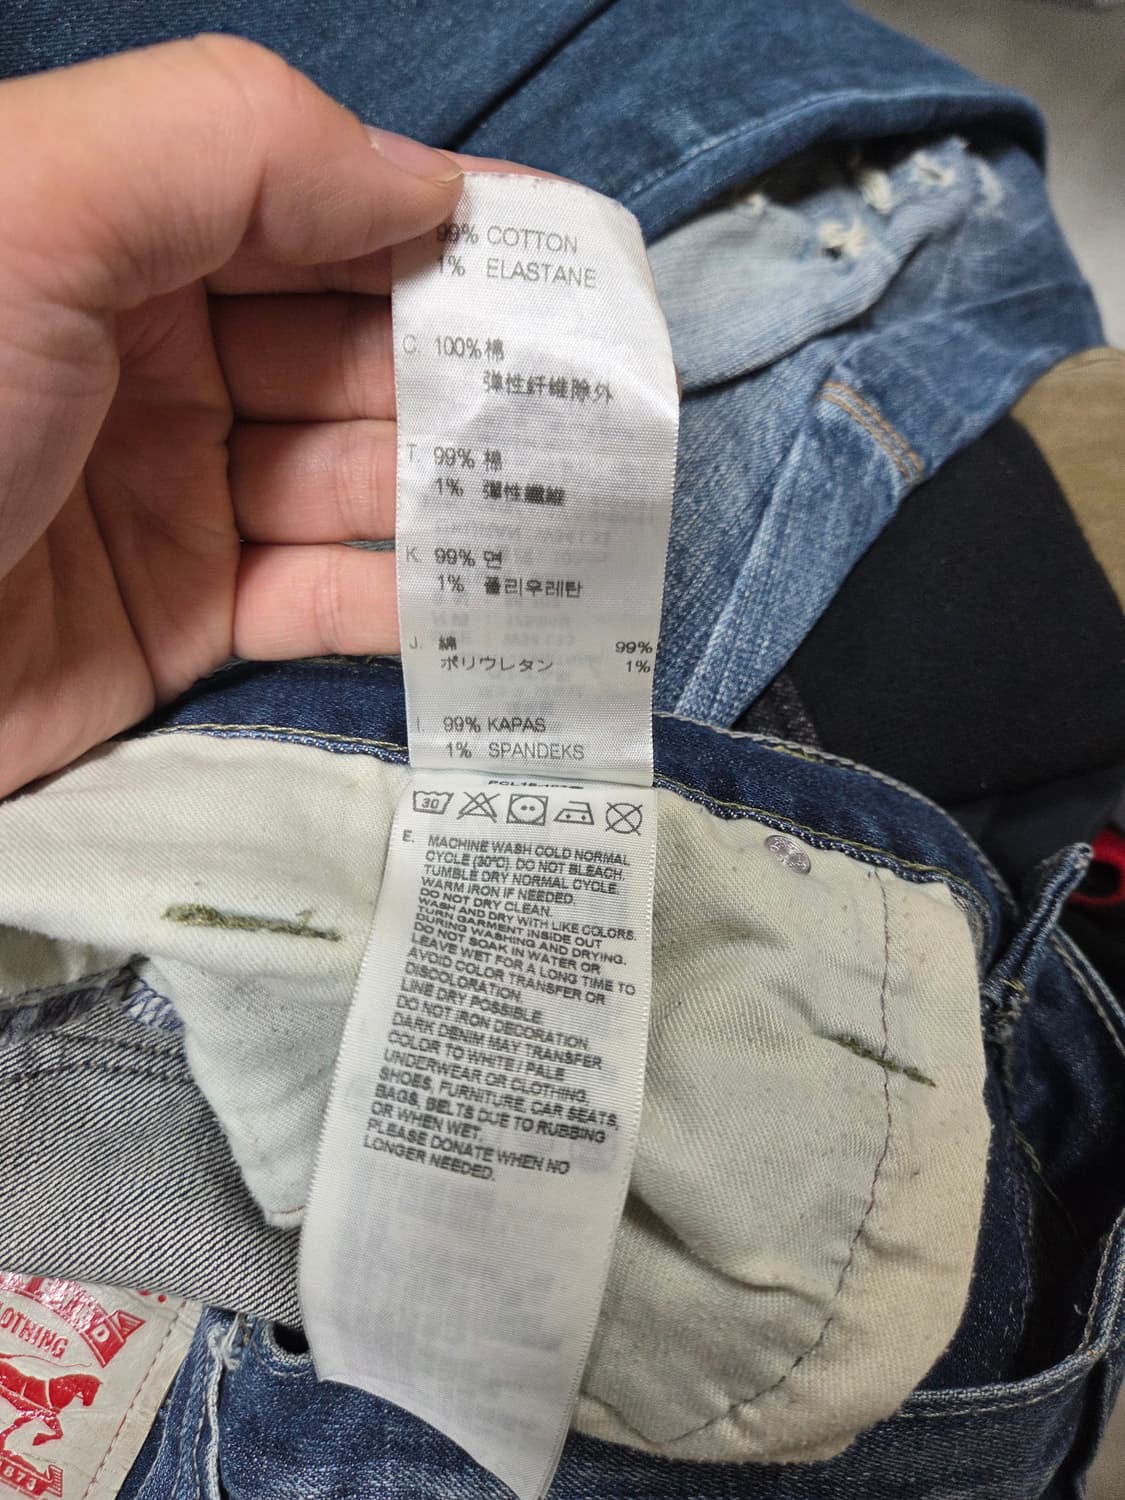 99% COTTON
1% ELASTANE
C. 100%棉
弹性纤维除外
T. 99% 棉
1% 彈性纖維
K. 99% 면
1% 폴리우레탄
J. 綿 99%
ポリウレタン 1%
I. 99% KAPAS
1% SPANDEKS
30
E. MACHINE WASH COLD NORMAL
CYCLE (30°C). DO NOT BLEACH.
TUMBLE DRY NORMAL CYCLE.
WARM IRON IF NEEDED.
DO NOT DRY CLEAN.
WASH AND DRY WITH LIKE COLORS.
TURN GARMENT INSIDE OUT
DURING WASHING AND DRYING.
DO NOT SOAK IN WATER OR
LEAVE WET FOR A LONG TIME TO
AVOID COLOR TRANSFER OR
DISCOLORATION.
LINE DRY POSSIBLE
DO NOT IRON DECORATION
DARK DENIM MAY TRANSFER
COLOR TO WHITE / PALE
UNDERWEAR OR CLOTHING.
SHOES, FURNITURE, CAR SEATS,
BAGS, BELTS DUE TO RUBBING
OR WHEN WET.
PLEASE DONATE WHEN NO
LONGER NEEDED.
1873